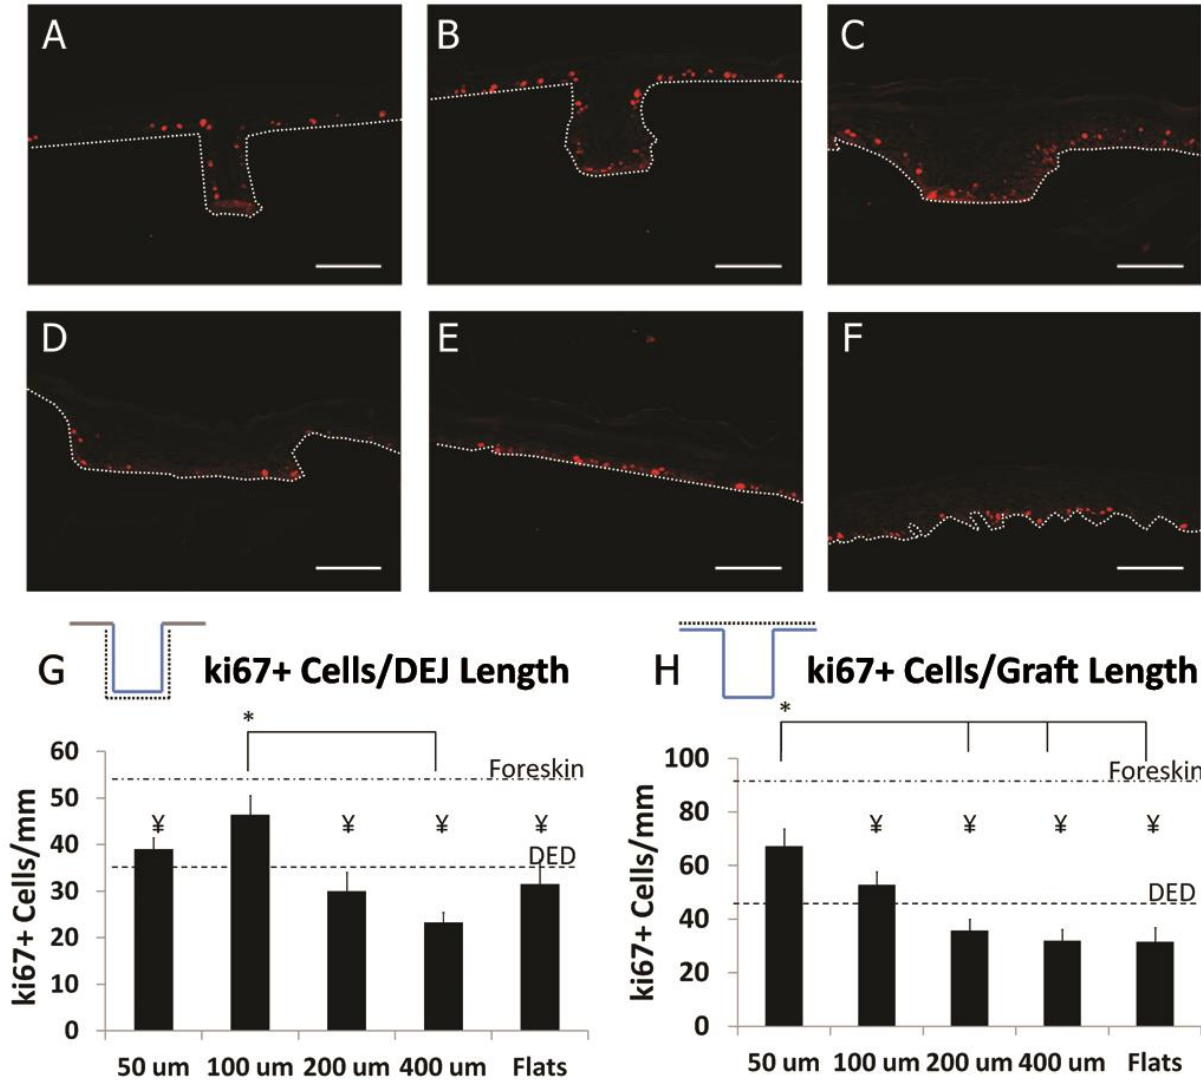 A
B
C
D
E
F
G
ki67+ Cells/DEJ Length
*
60
50
40
30
20
10
0
ki67+ Cells/mm
Foreskin
DED
¥
¥
¥
¥
50 um 100 um 200 um 400 um Flats
H
ki67+ Cells/Graft Length
*
100
80
60
40
20
0
ki67+ Cells/mm
Foreskin
DED
¥
¥
¥
¥
50 um 100 um 200 um 400 um Flats